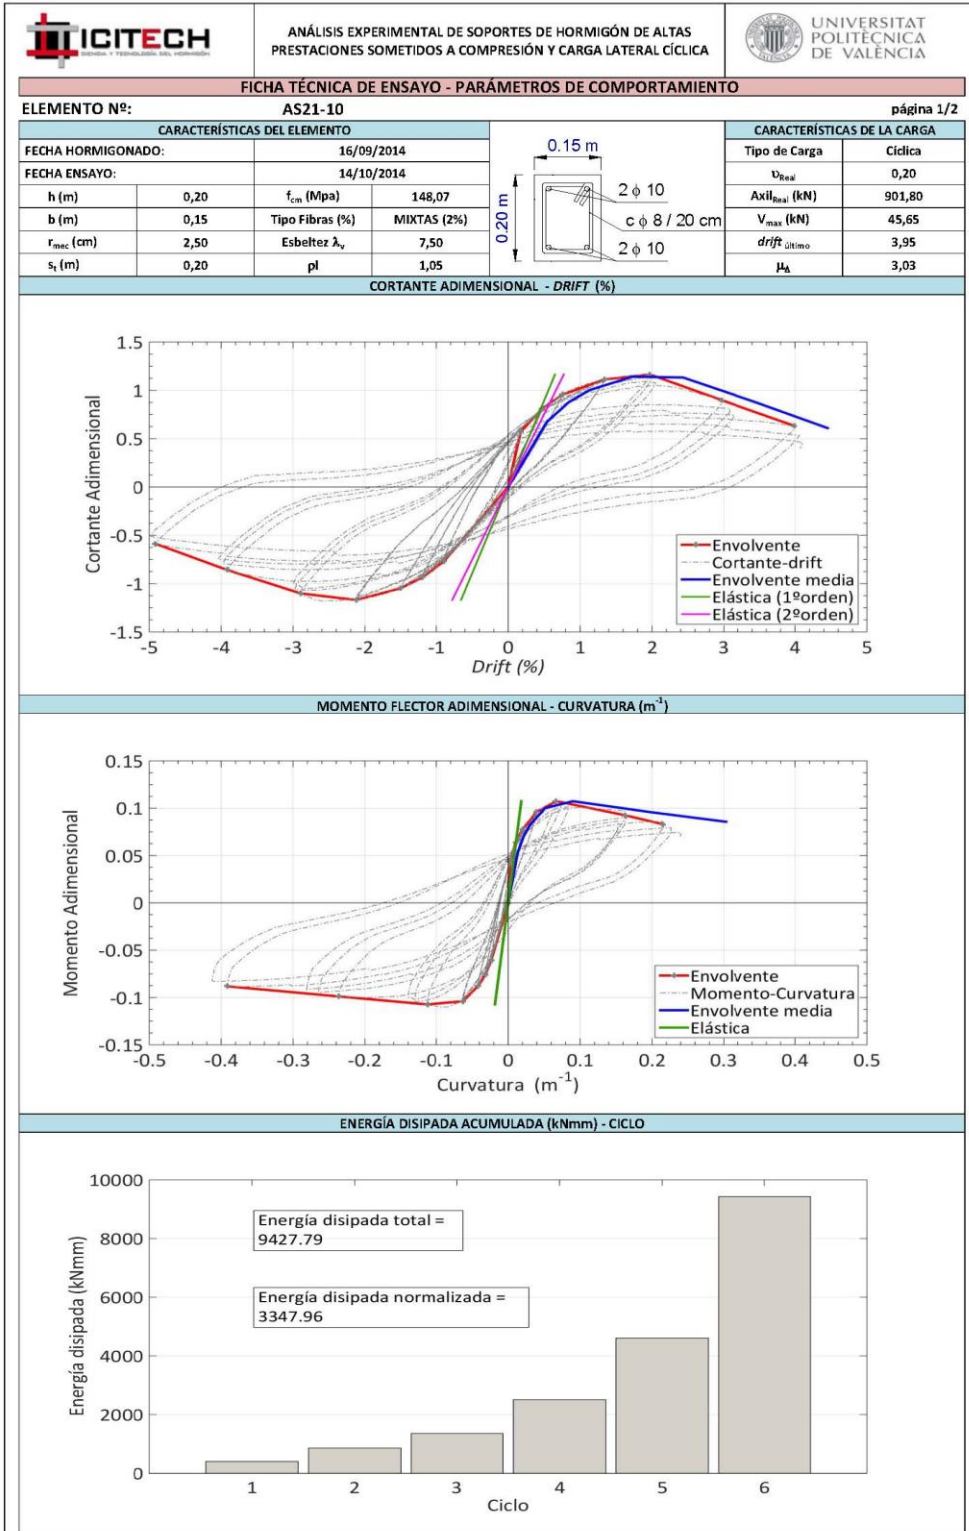 ICITECH
CIENCIA Y TECNOLOGÍA DEL HORMIGÓN
ANÁLISIS EXPERIMENTAL DE SOPORTES DE HORMIGÓN DE ALTAS
PRESTACIONES SOMETIDOS A COMPRESIÓN Y CARGA LATERAL CÍCLICA
UNIVERSITAT
POLITÈCNICA
DE VALÈNCIA
FICHA TÉCNICA DE ENSAYO - PARÁMETROS DE COMPORTAMIENTO
ELEMENTO Nº: AS21-10 página 1/2
CARACTERÍSTICAS DEL ELEMENTO
FECHA HORMIGONADO: 16/09/2014
FECHA ENSAYO: 14/10/2014
h (m) 0,20 fcm (Mpa) 148,07
b (m) 0,15 Tipo Fibras (%) MIXTAS (2%)
rmec (cm) 2,50 Esbeltez λv 7,50
st (m) 0,20 ρl 1,05
0.15 m
0.20 m
2 ϕ 10
c ϕ 8 / 20 cm
2 ϕ 10
CARACTERÍSTICAS DE LA CARGA
Tipo de Carga Cíclica
υReal 0,20
AxilReal (kN) 901,80
Vmax (kN) 45,65
drift último 3,95
μΔ 3,03
CORTANTE ADIMENSIONAL - DRIFT (%)
1.5
1
0.5
0
-0.5
-1
-1.5
Cortante Adimensional
Envolvente
Cortante-drift
Envolvente media
Elástica (1ºorden)
Elástica (2ºorden)
-5 -4 -3 -2 -1 0 1 2 3 4 5
Drift (%)
MOMENTO FLECTOR ADIMENSIONAL - CURVATURA (m-1)
0.15
0.1
0.05
0
-0.05
-0.1
-0.15
Momento Adimensional
Envolvente
Momento-Curvatura
Envolvente media
Elástica
-0.5 -0.4 -0.3 -0.2 -0.1 0 0.1 0.2 0.3 0.4 0.5
Curvatura (m-1)
ENERGÍA DISIPADA ACUMULADA (kNmm) - CICLO
10000
8000
6000
4000
2000
0
Energía disipada (kNmm)
Energía disipada total =
9427.79
Energía disipada normalizada =
3347.96
1 2 3 4 5 6
Ciclo